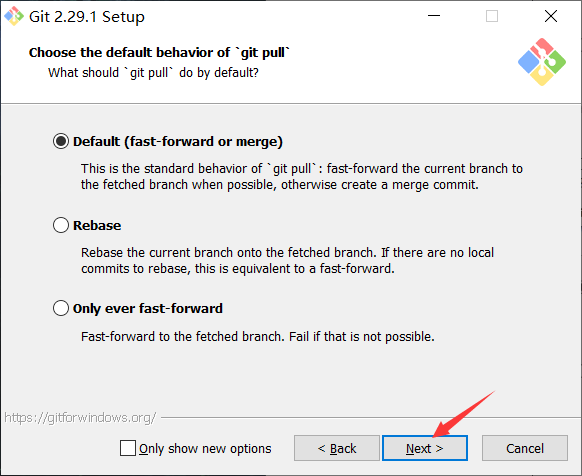 Git 2.29.1 Setup
Choose the default behavior of `git pull`
What should `git pull` do by default?
Default (fast-forward or merge)
This is the standard behavior of `git pull`: fast-forward the current branch to
the fetched branch when possible, otherwise create a merge commit.
Rebase
Rebase the current branch onto the fetched branch. If there are no local
commits to rebase, this is equivalent to a fast-forward.
Only ever fast-forward
Fast-forward to the fetched branch. Fail if that is not possible.
https://gitforwindows.org/
Only show new options
< Back
Next >
Cancel